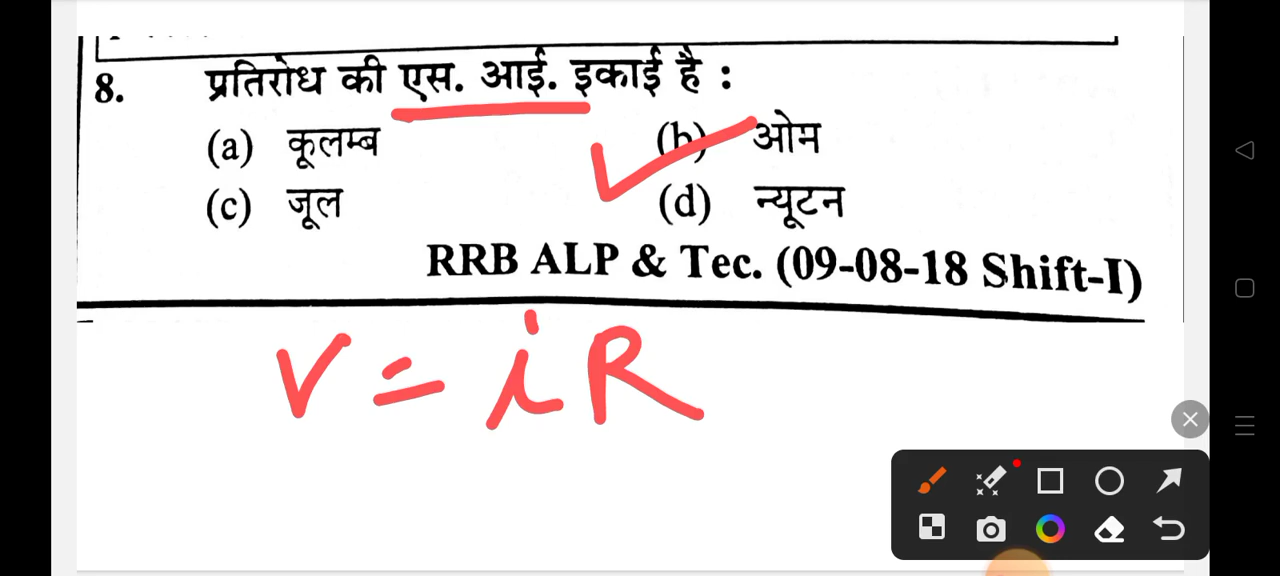 8. प्रतिरोध की एस. आई. इकाई है :
(a) कूलम्ब (b) ओम
(c) जूल (d) न्यूटन
RRB ALP & Tec. (09-08-18 Shift-I)
V = iR